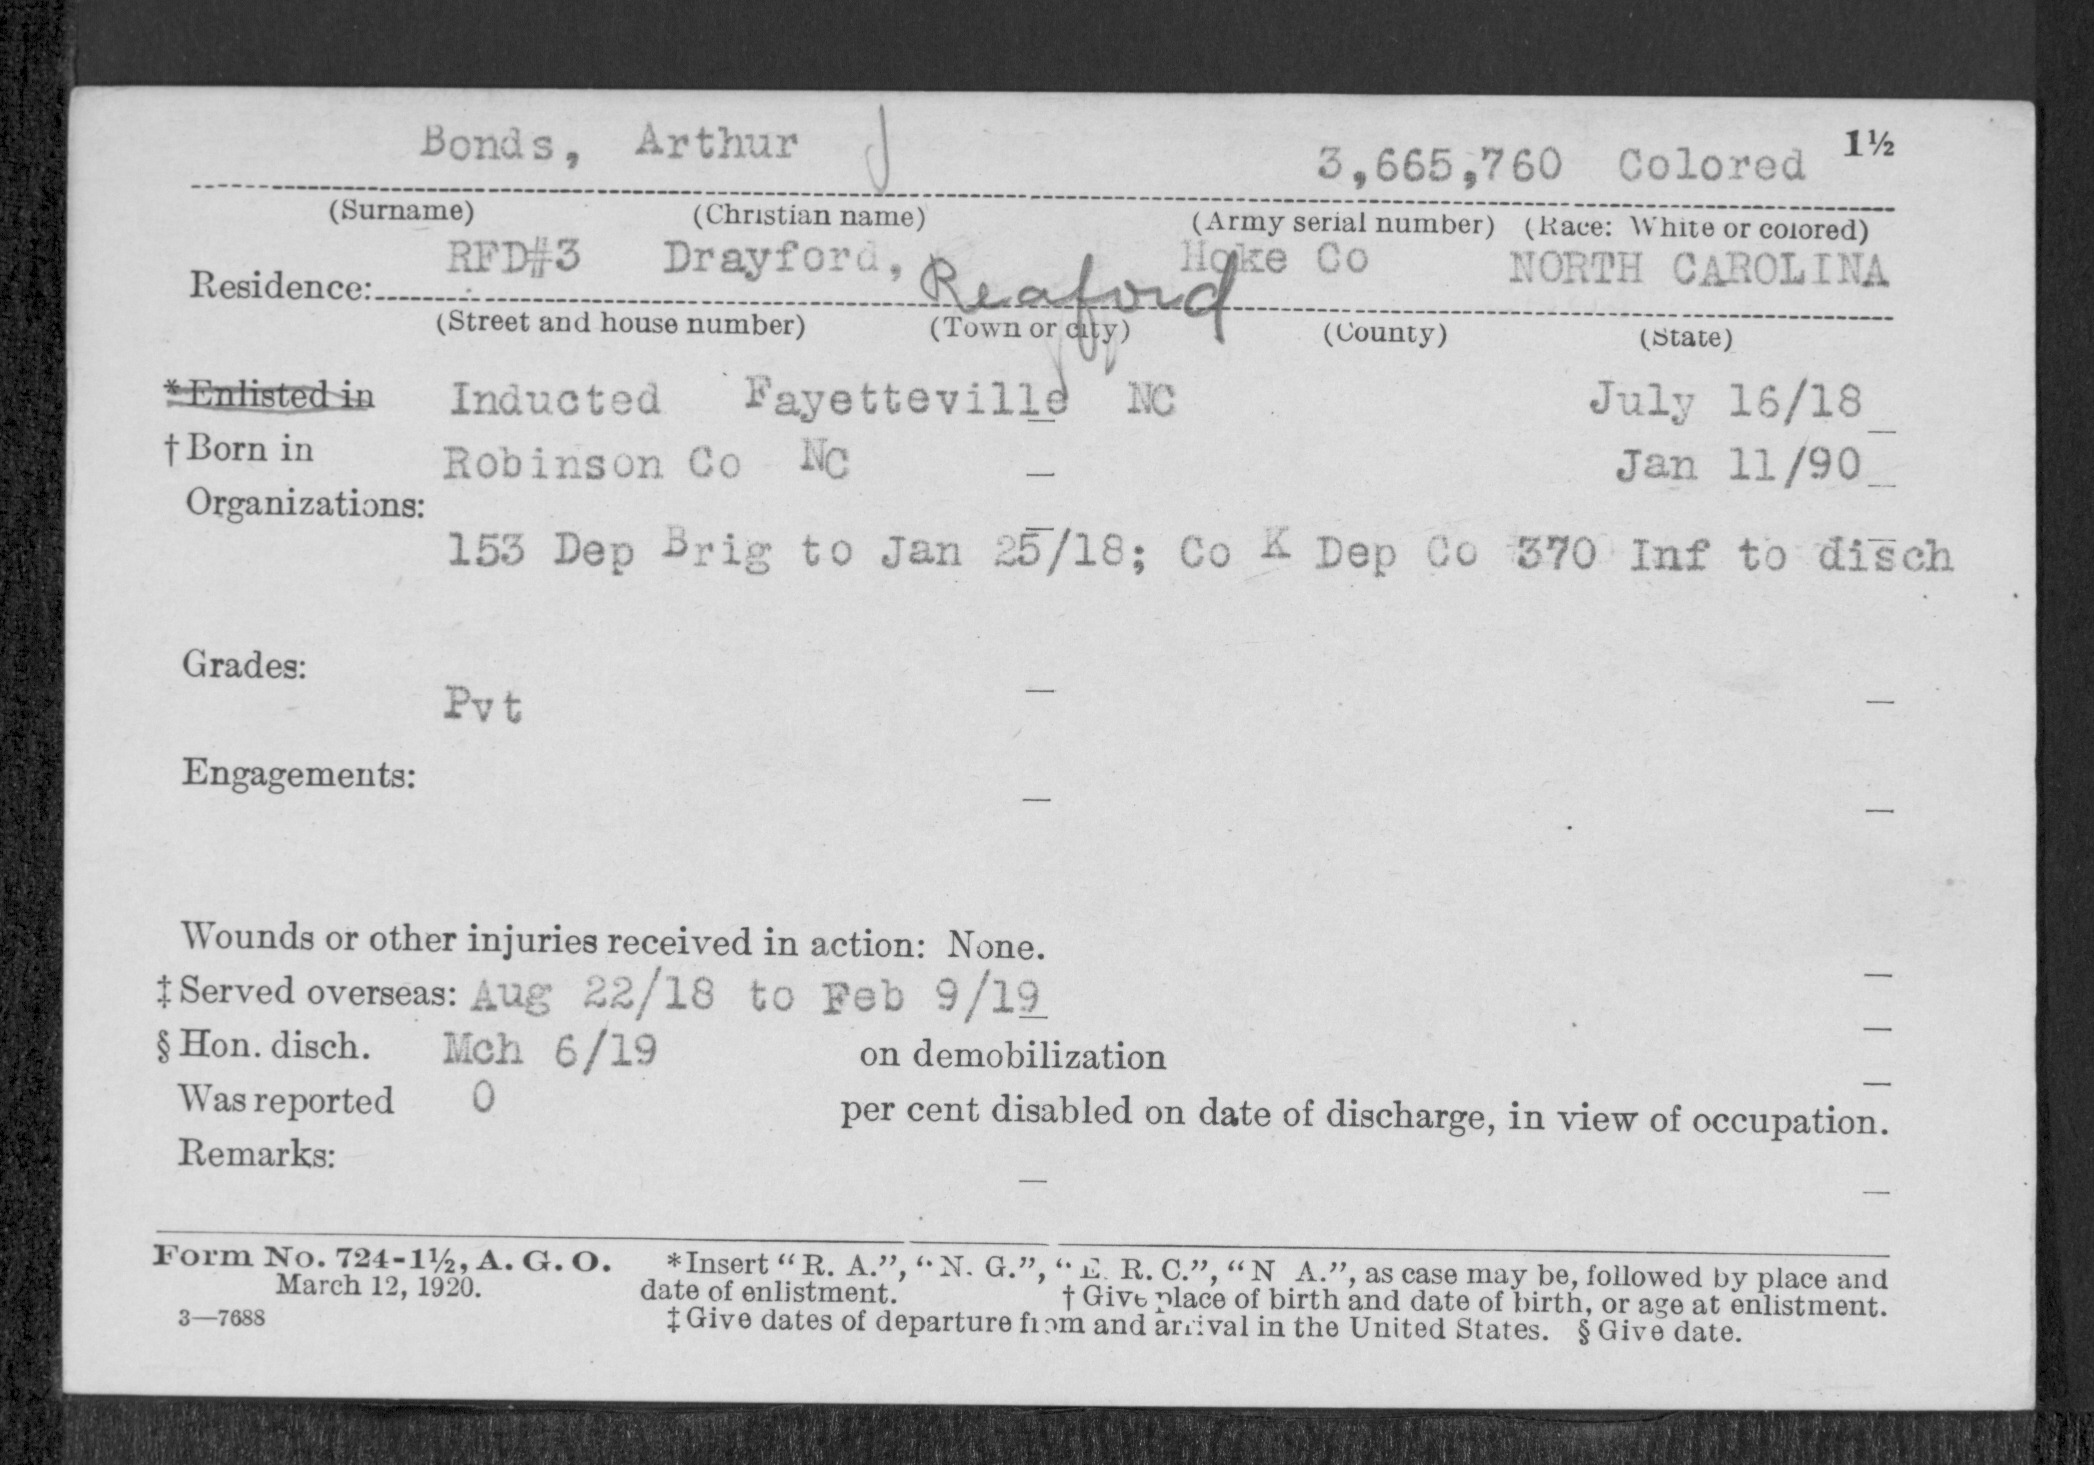 Bonds, Arthur 3,665,760 Colored 1½
(Surname) (Christian name) (Army serial number) (Race: White or colored)
Residence: RFD#3 Drayford, Reaford Hoke Co NORTH CAROLINA
(Street and house number) (Town or city) (County) (State)
*Enlisted in Inducted Fayetteville NC July 16/18
†Born in Robinson Co NC Jan 11/90
Organizations:
153 Dep Brig to Jan 25/18; Co K Dep Co 370 Inf to disch
Grades:
Pvt
Engagements:
Wounds or other injuries received in action: None.
‡Served overseas: Aug 22/18 to Feb 9/19
§Hon. disch. Mch 6/19 on demobilization
Was reported 0 per cent disabled on date of discharge, in view of occupation.
Remarks:
Form No. 724-1½, A. G. O. *Insert “R. A.”, “N. G.”, “E. R. C.”, “N A.”, as case may be, followed by place and
March 12, 1920. date of enlistment. †Give place of birth and date of birth, or age at enlistment.
3—7688 ‡Give dates of departure from and arrival in the United States. §Give date.